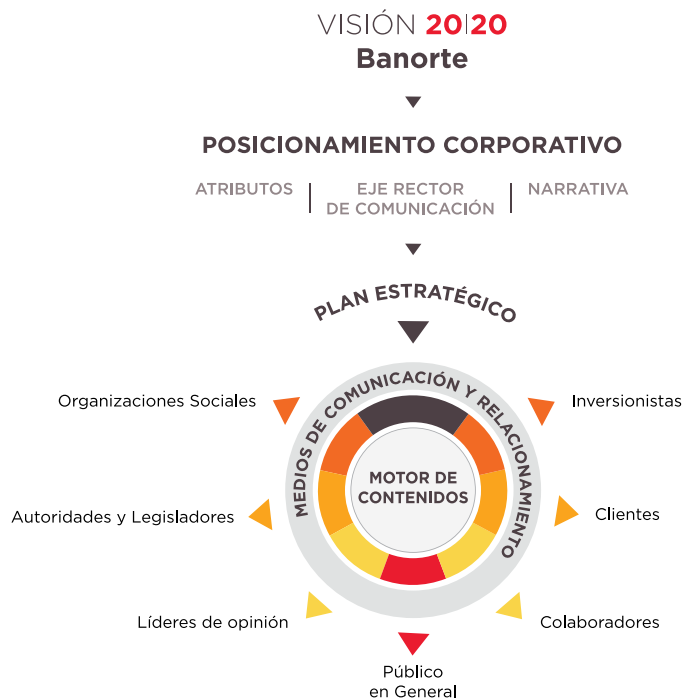 VISIÓN 20|20
Banorte
POSICIONAMIENTO CORPORATIVO
ATRIBUTOS
EJE RECTOR
DE COMUNICACIÓN
NARRATIVA
PLAN ESTRATÉGICO
MEDIOS DE COMUNICACIÓN Y RELACIONAMIENTO
MOTOR DE
CONTENIDOS
Organizaciones Sociales
Inversionistas
Autoridades y Legisladores
Clientes
Líderes de opinión
Colaboradores
Público
en General